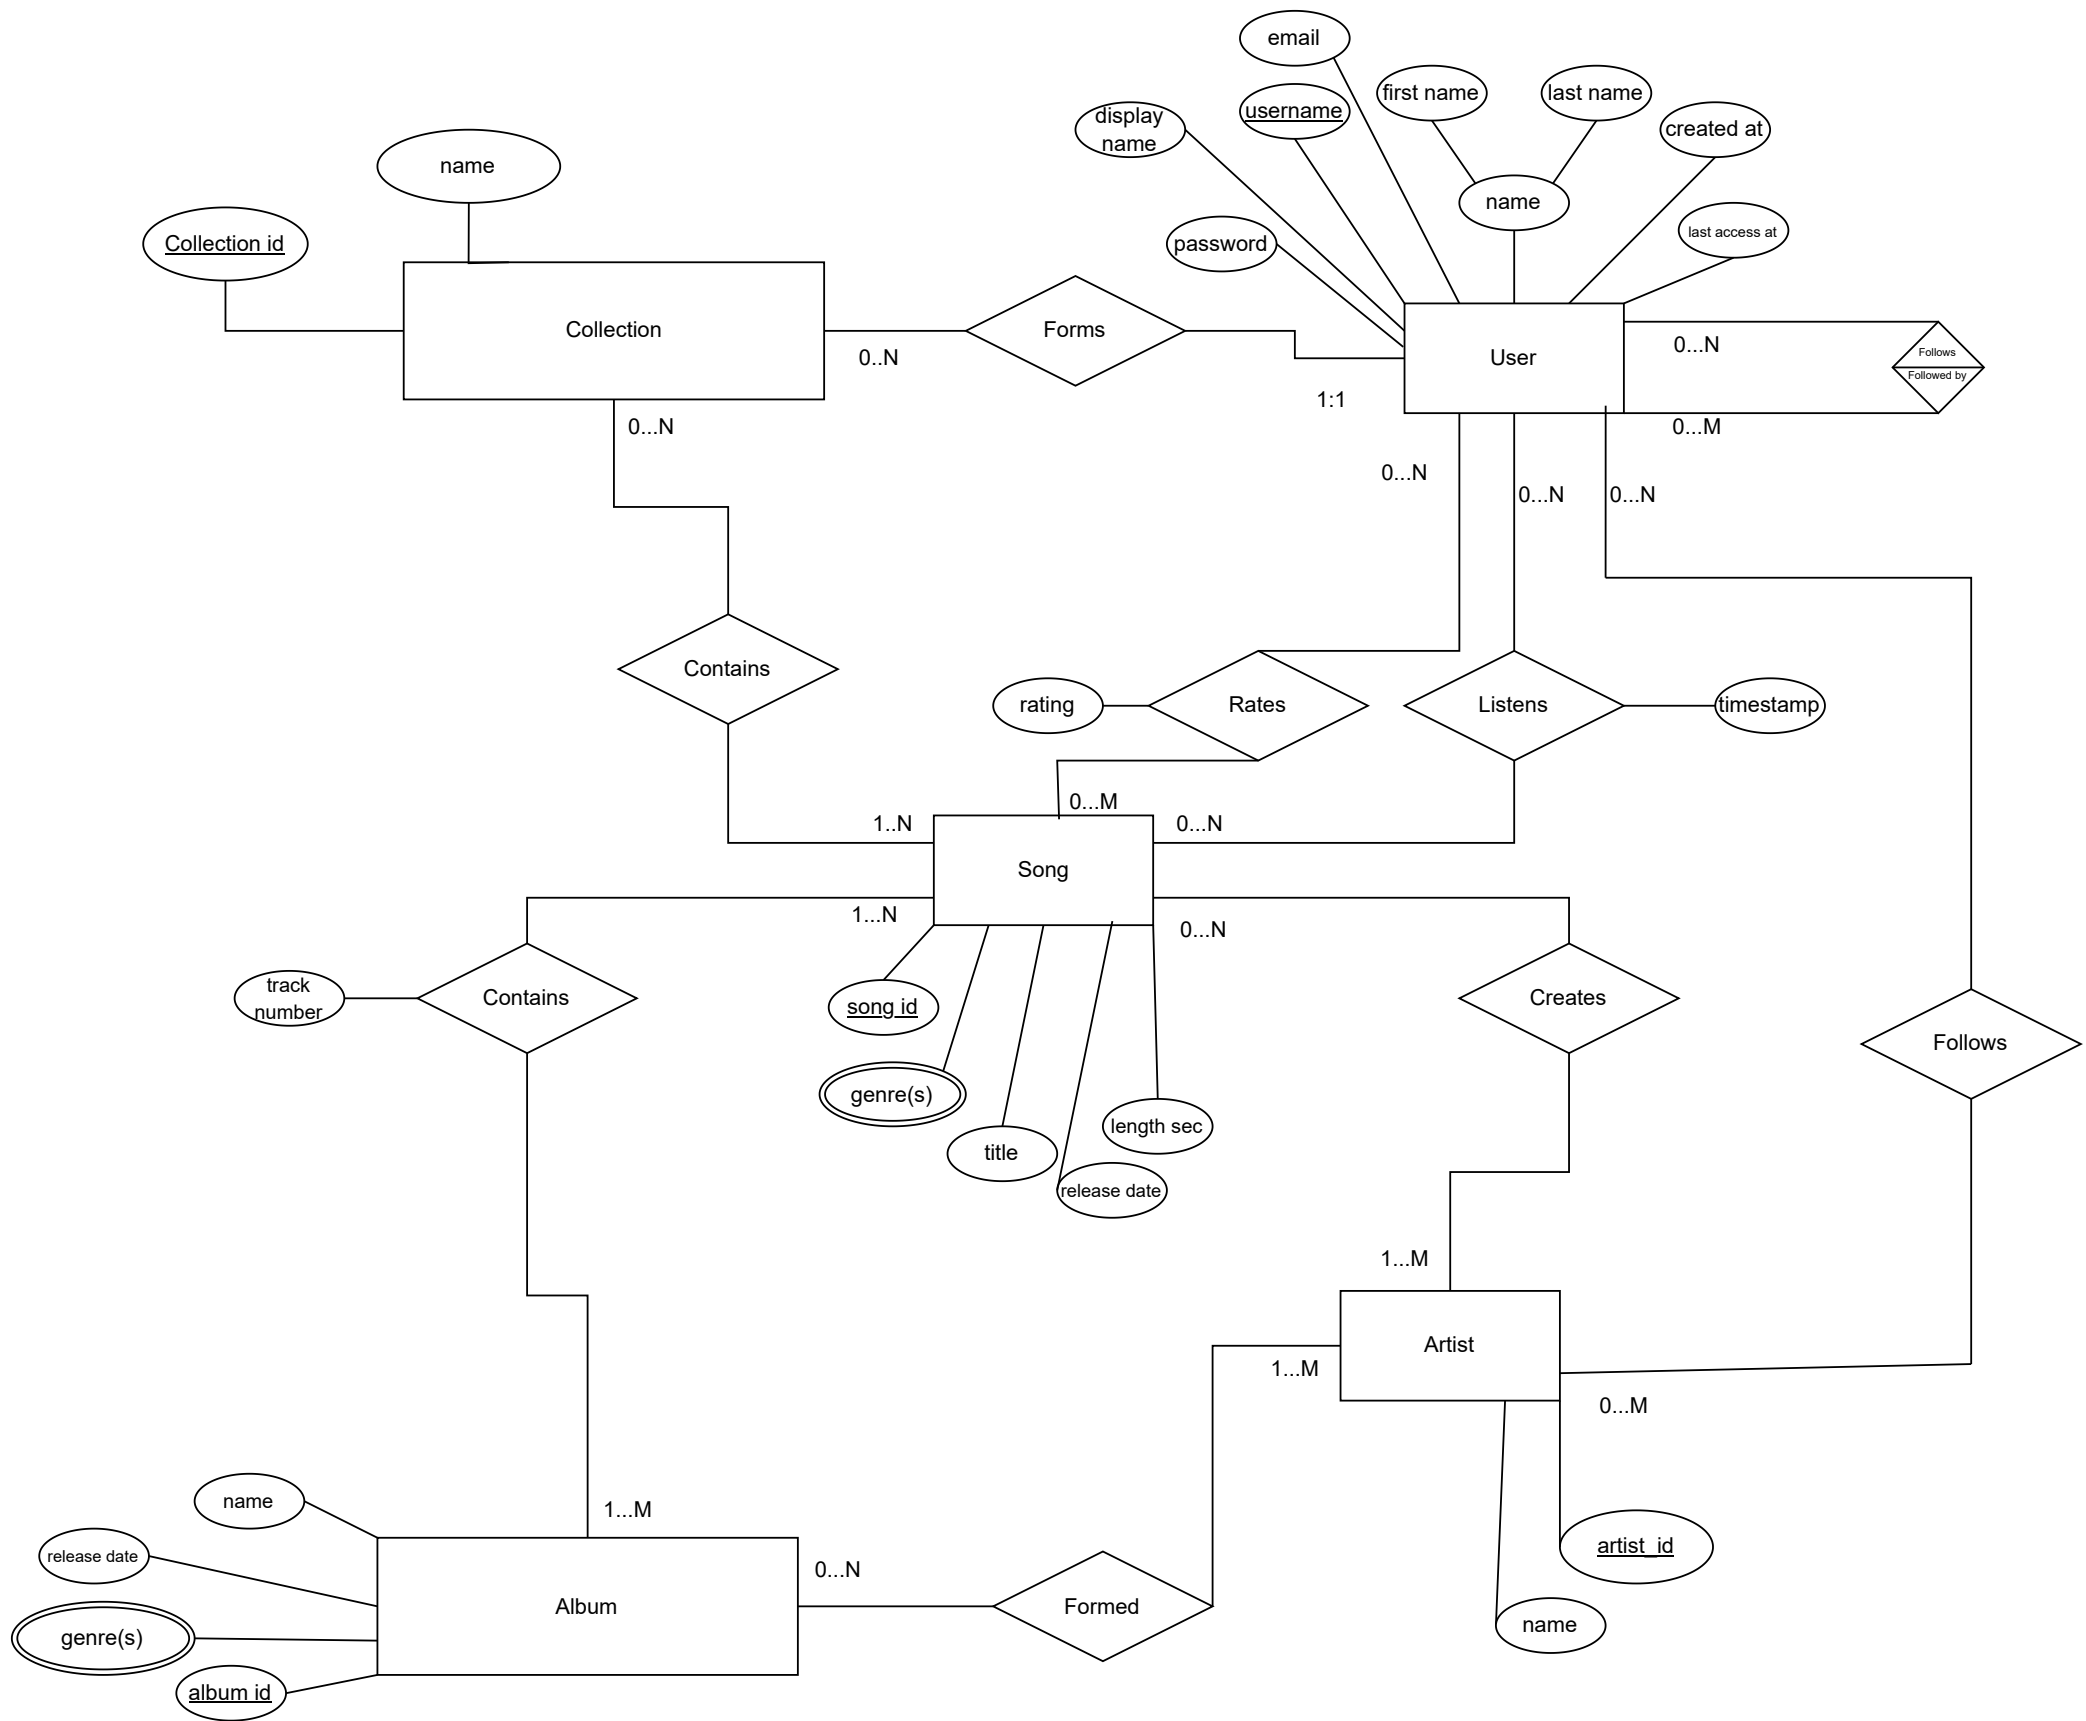 email
first name
last name
display
name
username
created at
name
name
last access at
Collection id
password
Collection
Forms
User
0..N
1:1
0...N
Follows
Followed by
0...M
0...N
0...N
0...N
0...N
Contains
rating
Rates
Listens
timestamp
0...M
1..N
0...N
Song
1...N
0...N
track
number
Contains
song id
Creates
Follows
genre(s)
length sec
title
release date
1...M
Artist
1...M
0...M
name
1...M
release date
0...N
artist_id
Album
Formed
name
genre(s)
album id